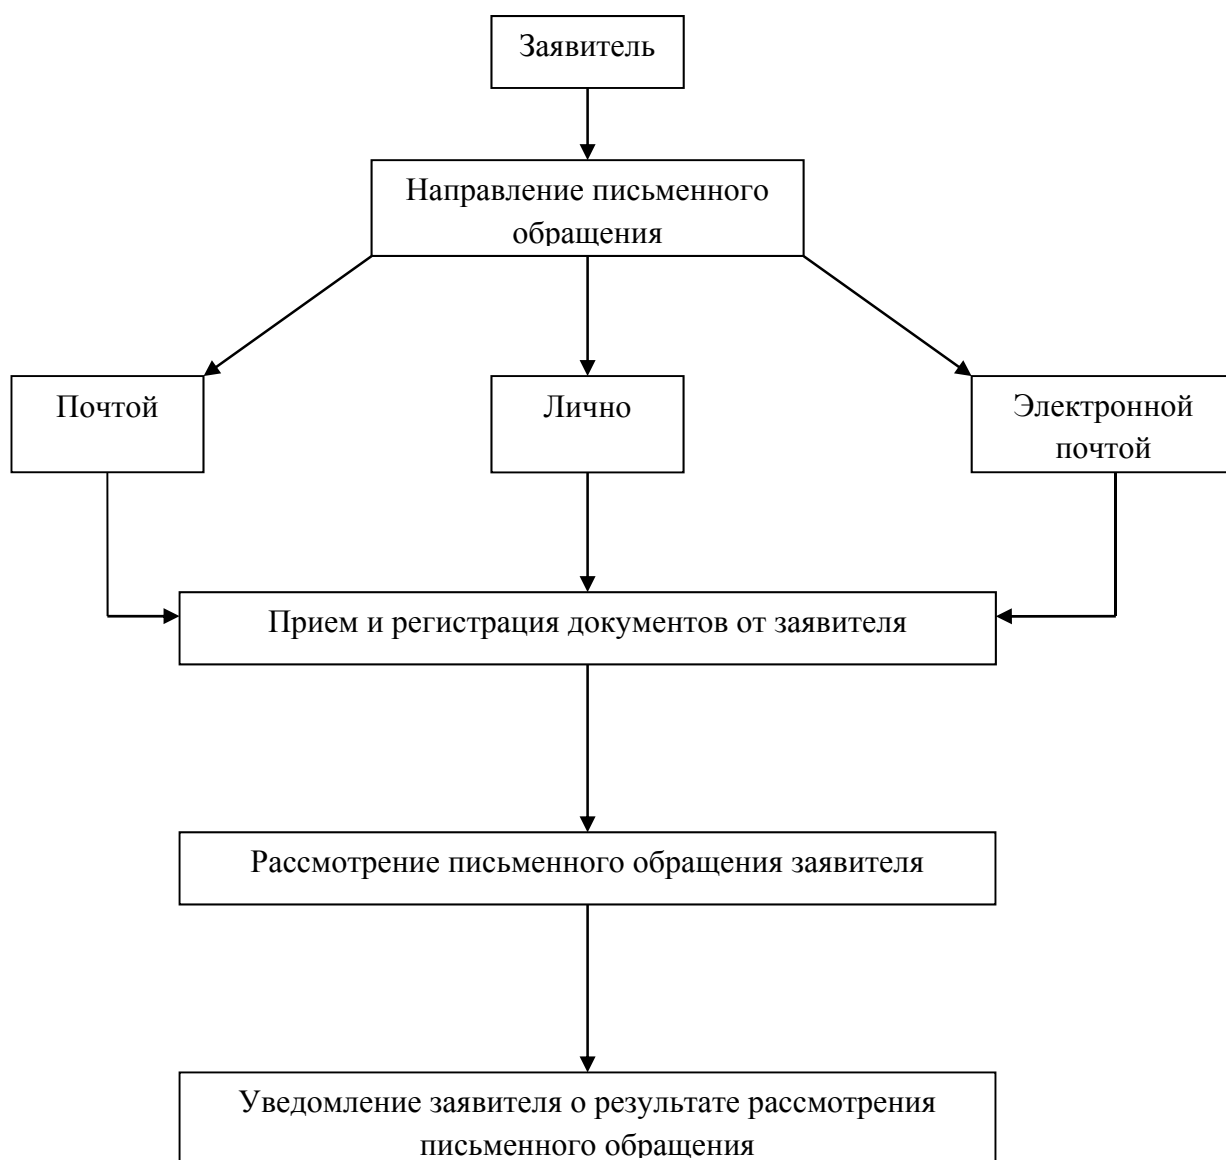 Заявитель
Направление письменного
обращения
Почтой
Лично
Электронной
почтой
Прием и регистрация документов от заявителя
Рассмотрение письменного обращения заявителя
Уведомление заявителя о результате рассмотрения
письменного обращения